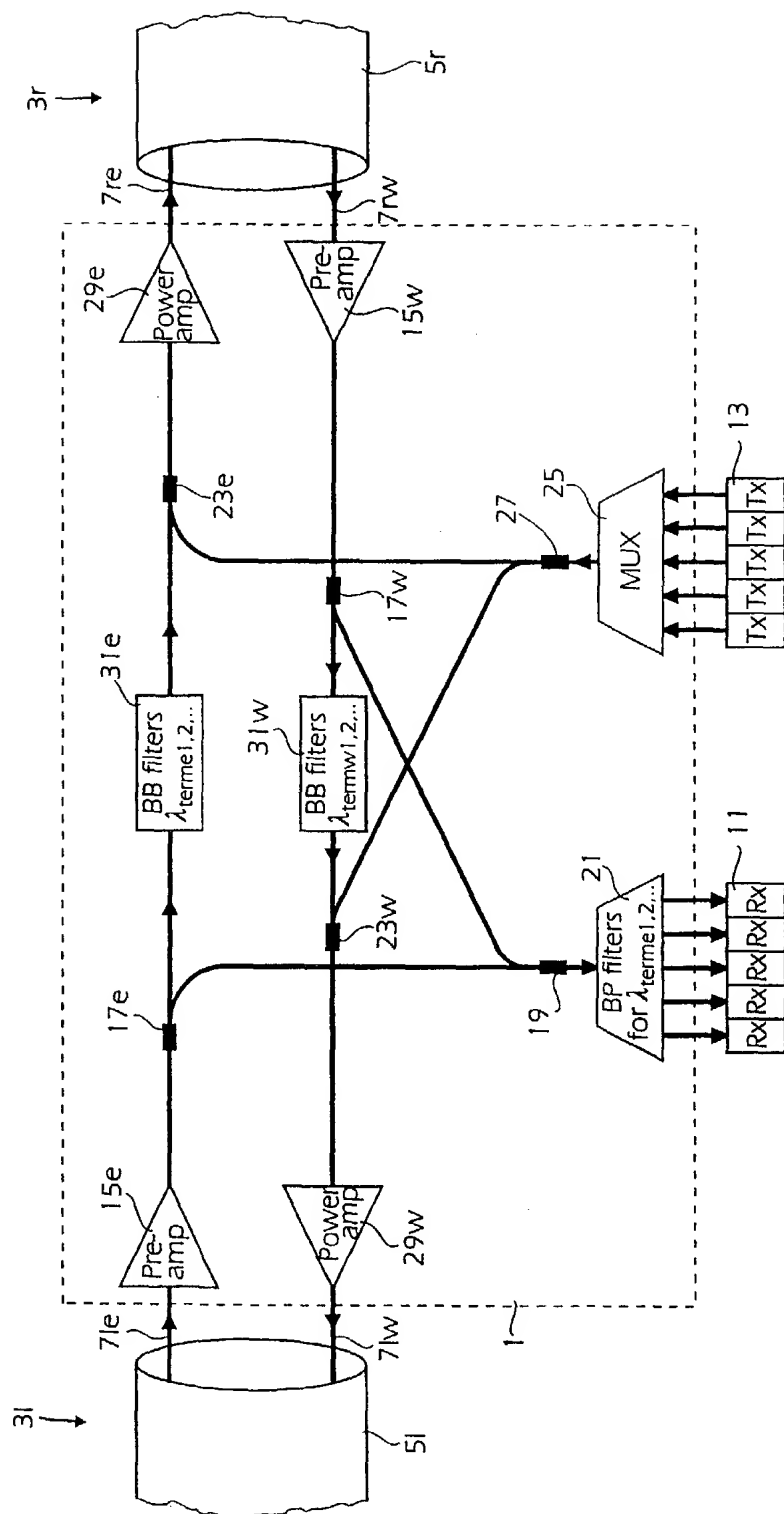 3l
3r
5l
5r
7le
7lw
7re
7rw
1
15e
Pre-
amp
17e
31e
BB filters
λterme1,2,...
23e
29e
Power
amp
Power
amp
29w
23w
31w
BB filters
λtermw1,2,...
17w
Pre-
amp
15w
19
21
BP filters
for λterme1,2,...
11
Rx Rx Rx Rx Rx
27
25
MUX
13
Tx Tx Tx Tx Tx